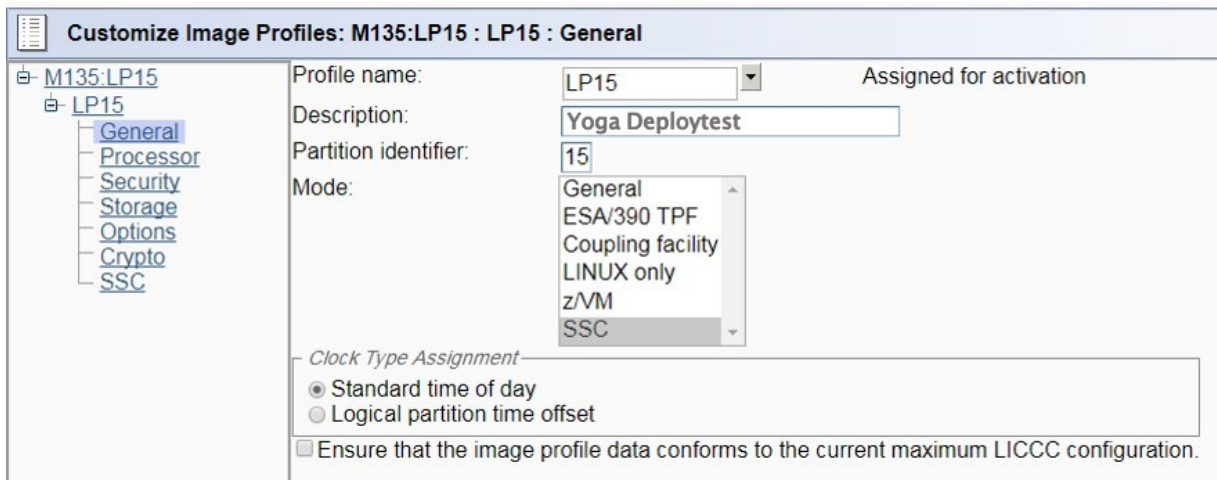 Customize Image Profiles: M135:LP15 : LP15 : General
M135:LP15
LP15
General
Processor
Security
Storage
Options
Crypto
SSC
Profile name: LP15 Assigned for activation
Description: Yoga Deploytest
Partition identifier: 15
Mode:
General
ESA/390 TPF
Coupling facility
LINUX only
z/VM
SSC
Clock Type Assignment
Standard time of day
Logical partition time offset
Ensure that the image profile data conforms to the current maximum LICCC configuration.